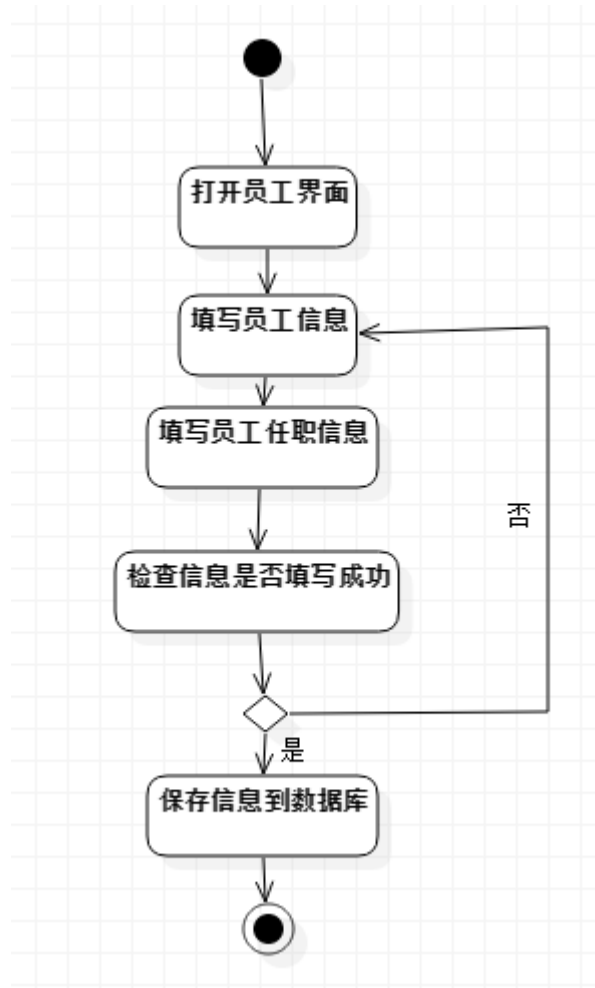 打开员工界面
填写员工信息
填写员工任职信息
否
检查信息是否填写成功
是
保存信息到数据库